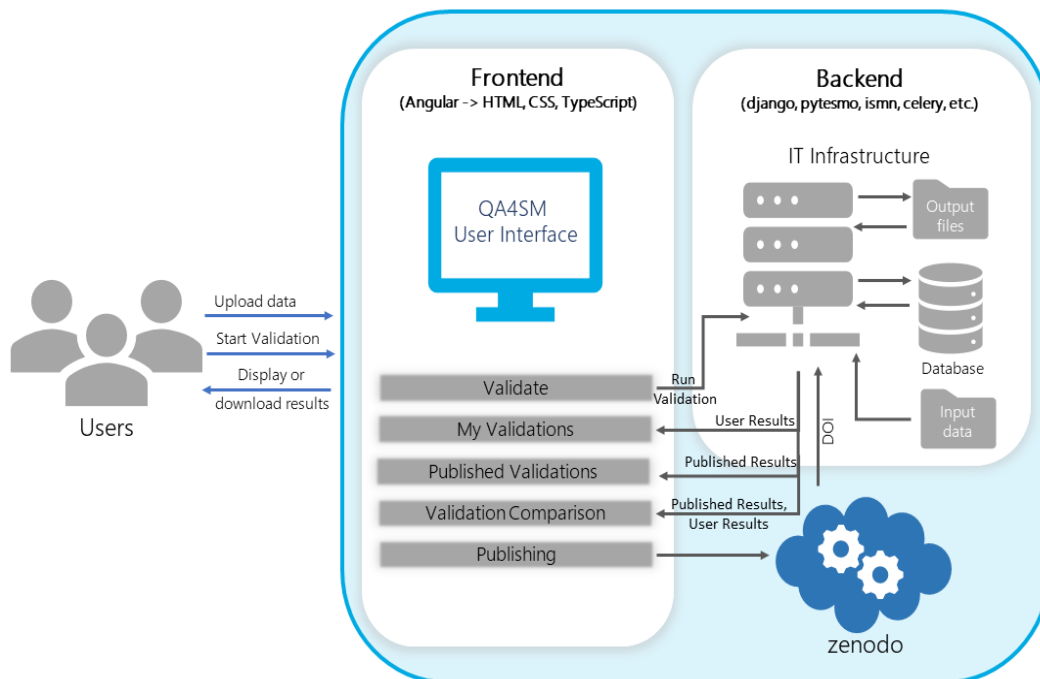 Frontend
(Angular -> HTML, CSS, TypeScript)
QA4SM
User Interface
Backend
(django, pytesmo, ismn, celery, etc.)
IT Infrastructure
Output
files
Database
Input
data
Upload data
Start Validation
Display or
download results
Users
Validate
My Validations
Published Validations
Validation Comparison
Publishing
Run
Validation
User Results
Published Results
Published Results,
User Results
DOI
zenodo